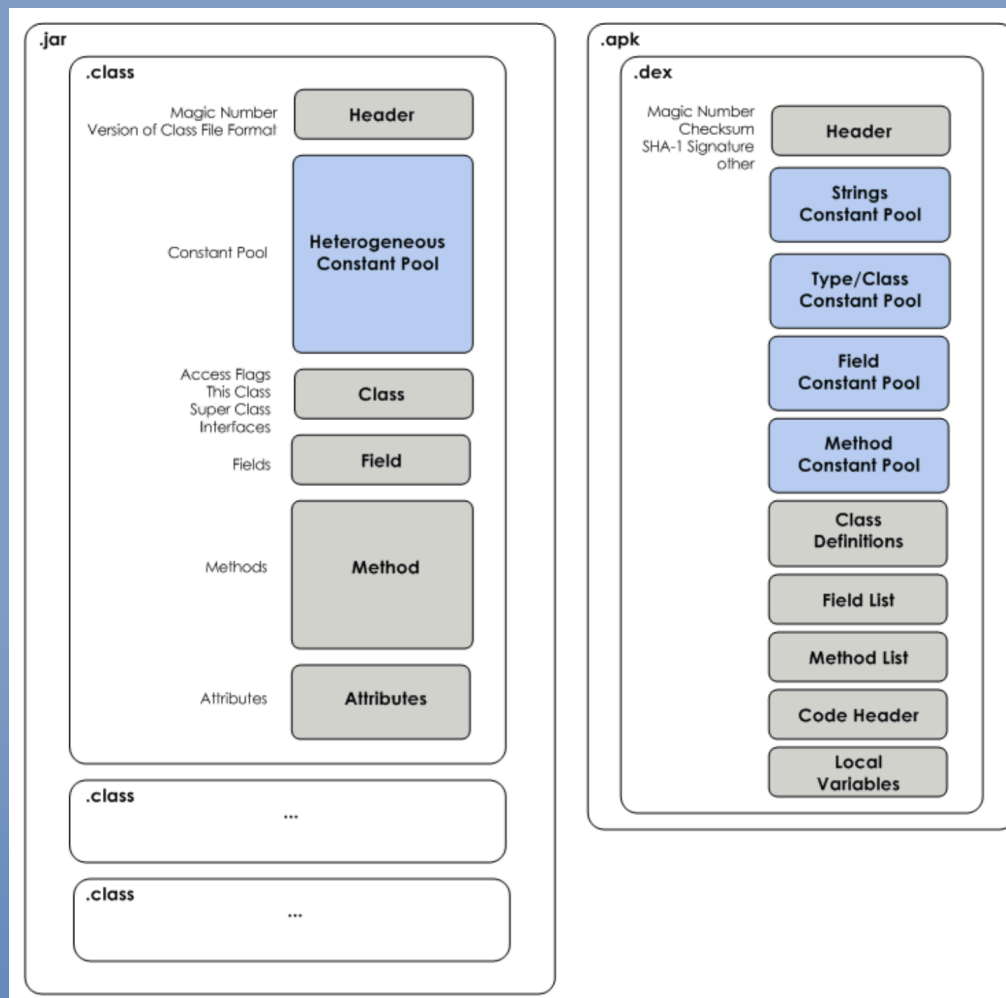 .jar
.class
Magic Number
Version of Class File Format
Header
Constant Pool
Heterogeneous
Constant Pool
Access Flags
This Class
Super Class
Interfaces
Class
Fields
Field
Methods
Method
Attributes
Attributes
.class
...
.class
...
.apk
.dex
Magic Number
Checksum
SHA-1 Signature
other
Header
Strings
Constant Pool
Type/Class
Constant Pool
Field
Constant Pool
Method
Constant Pool
Class
Definitions
Field List
Method List
Code Header
Local
Variables